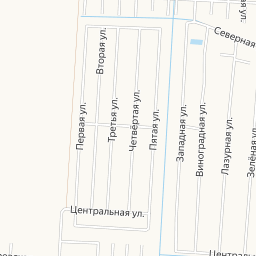 ул.
Северная
Вторая ул.
Первая ул.
Третья ул.
Четвёртая ул.
Пятая ул.
Западная ул.
Виноградная ул.
Лазурная ул.
Зелёная
Центральная ул.
Центральн